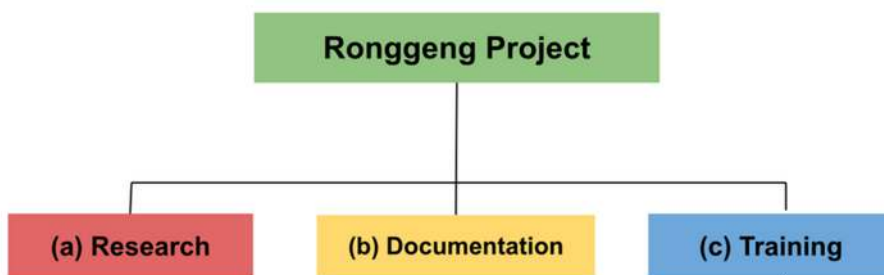 Ronggeng Project
(a) Research
(b) Documentation
(c) Training